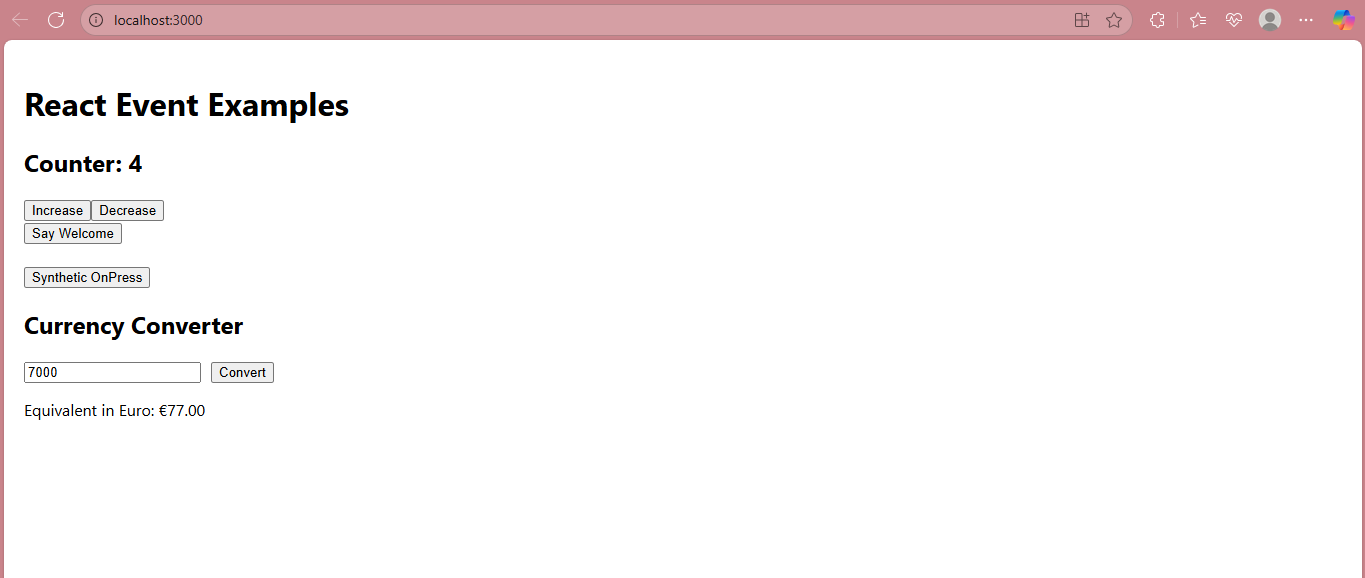 localhost:3000
React Event Examples
Counter: 4
Increase Decrease
Say Welcome
Synthetic OnPress
Currency Converter
7000 Convert
Equivalent in Euro: €77.00